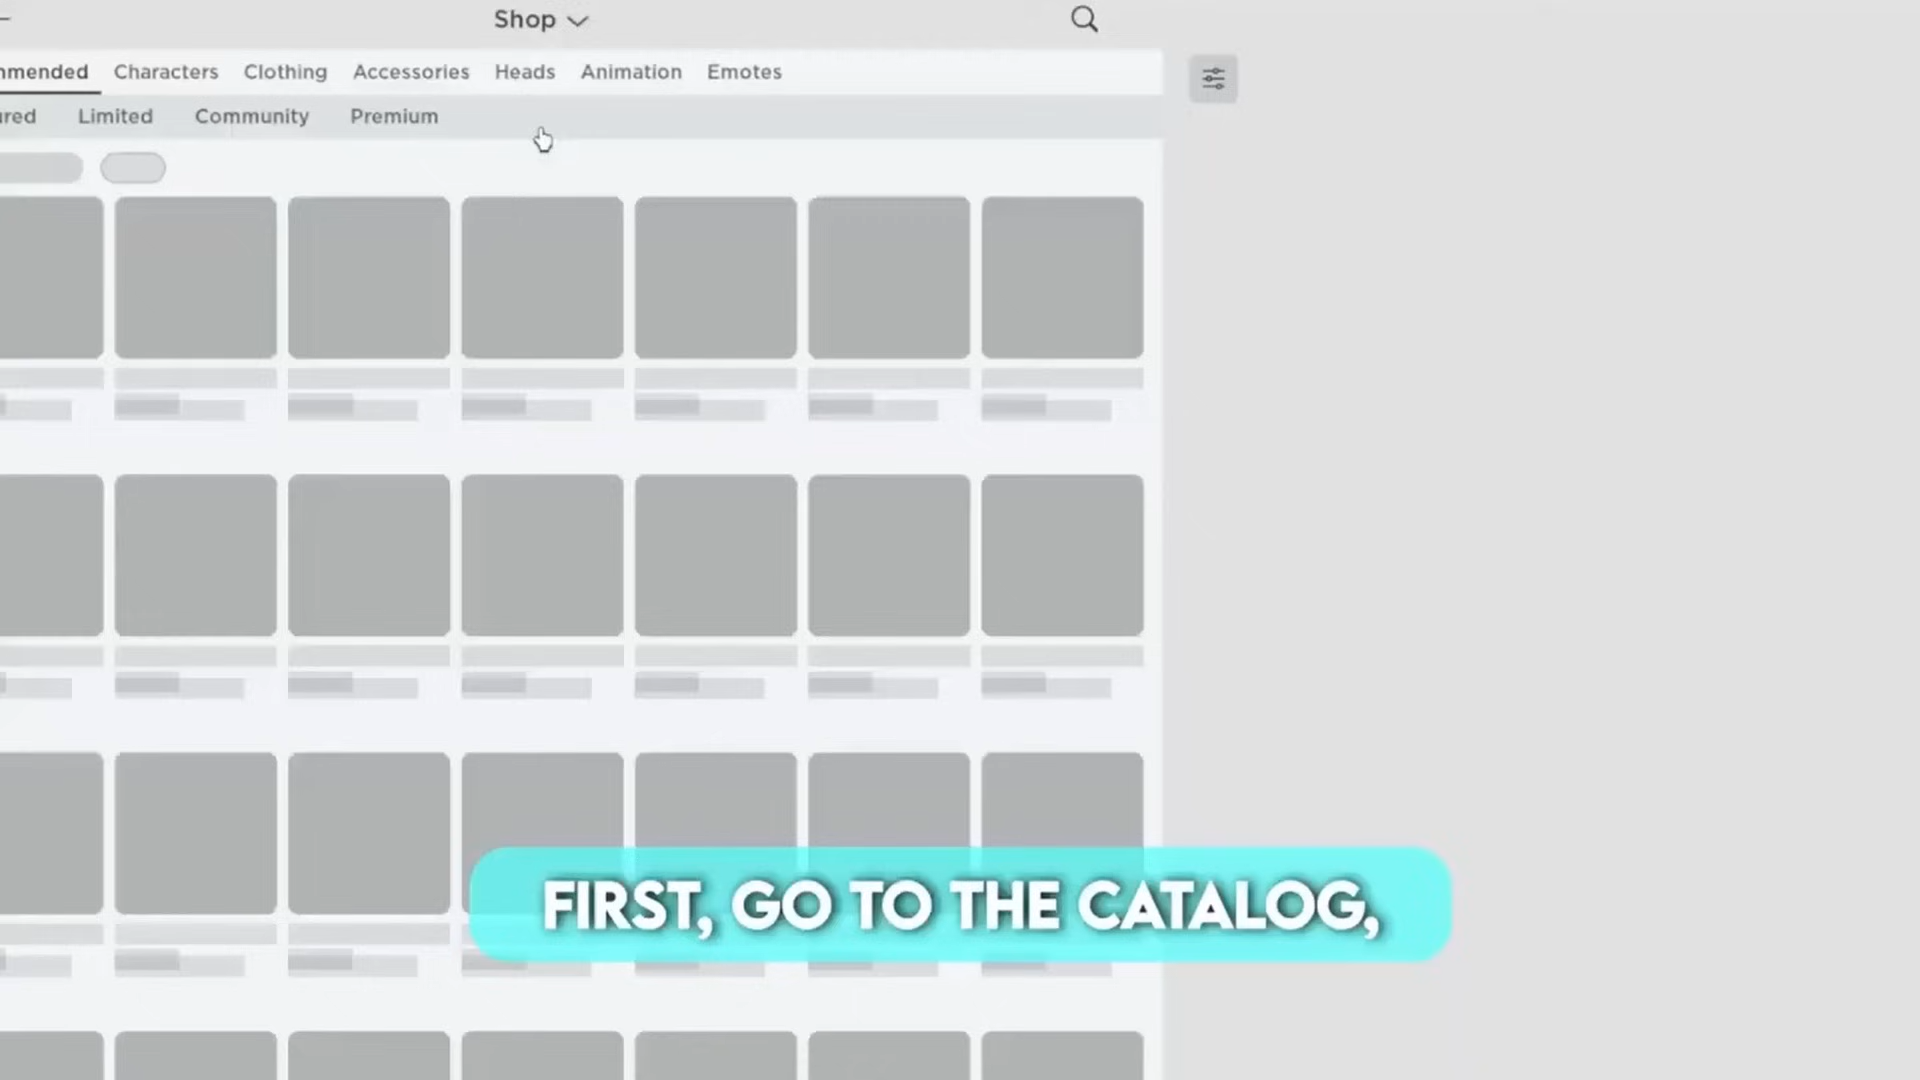 Shop
mmended Characters Clothing Accessories Heads Animation Emotes
ured Limited Community Premium
FIRST, GO TO THE CATALOG,